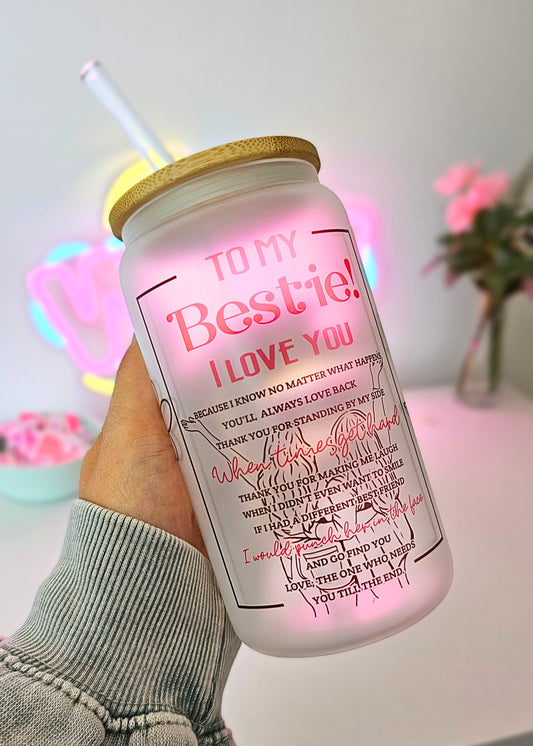 TO MY
Bestie!
I LOVE YOU
BECAUSE I KNOW NO MATTER WHAT HAPPENS,
YOU'LL ALWAYS LOVE BACK
THANK YOU FOR STANDING BY MY SIDE
When times get hard
THANK YOU FOR MAKING ME LAUGH
WHEN I DIDN'T EVEN WANT TO SMILE
IF I HAD A DIFFERENT BEST FRIEND
I would punch her in the face
AND GO FIND YOU
LOVE, THE ONE WHO NEEDS
YOU TILL THE END.